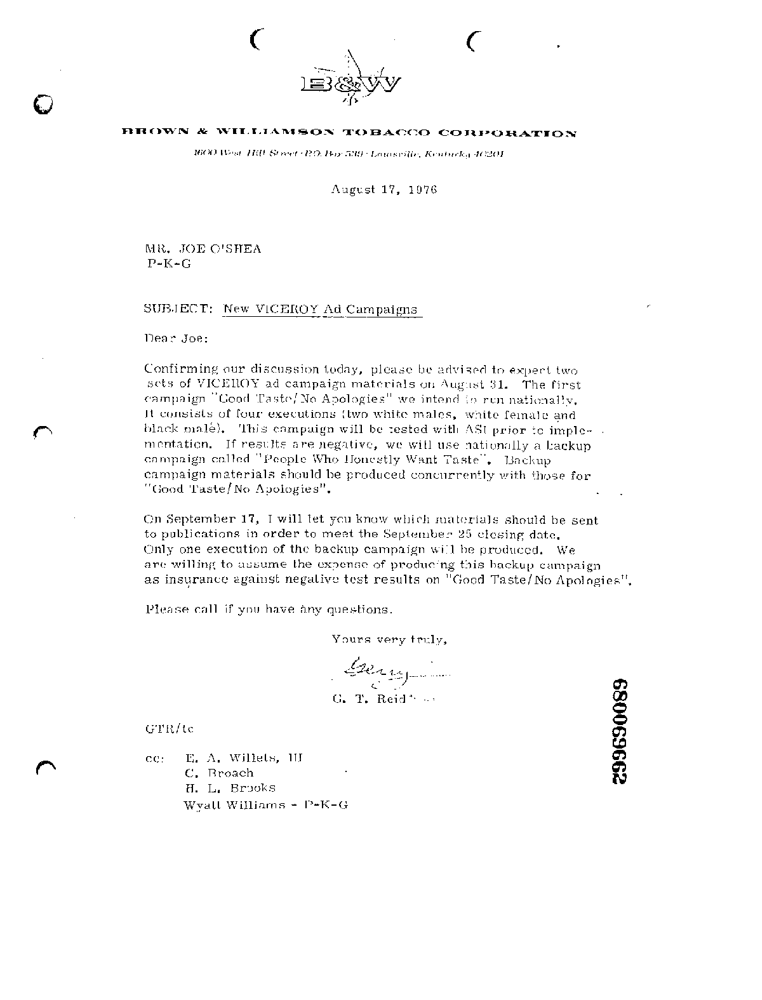 B&W
BROWN & WILLIAMSON TOBACCO CORPORATION
1600 West Hill Street · P.O. Box 539 · Louisville, Kentucky 40201
August 17, 1976
MR. JOE O'SHEA
P-K-G
SUBJECT: New VICEROY Ad Campaigns
Dear Joe:
Confirming our discussion today, please be advised to expect two
sets of VICEROY ad campaign materials on August 31. The first
campaign "Good Taste/No Apologies" we intend to run nationally.
It consists of four executions (two white males, white female and
black male). This campaign will be tested with ASI prior to imple-
mentation. If results are negative, we will use nationally a backup
campaign called "People Who Honestly Want Taste". Backup
campaign materials should be produced concurrently with those for
"Good Taste/No Apologies".
On September 17, I will let you know which materials should be sent
to publications in order to meet the September 25 closing date.
Only one execution of the backup campaign will be produced. We
are willing to assume the expense of producing this backup campaign
as insurance against negative test results on "Good Taste/No Apologies".
Please call if you have any questions.
Yours very truly,
Gerry
G. T. Reid
GTR/tc
cc: E. A. Willets, III
C. Broach
H. L. Brooks
Wyatt Williams - P-K-G
680069662